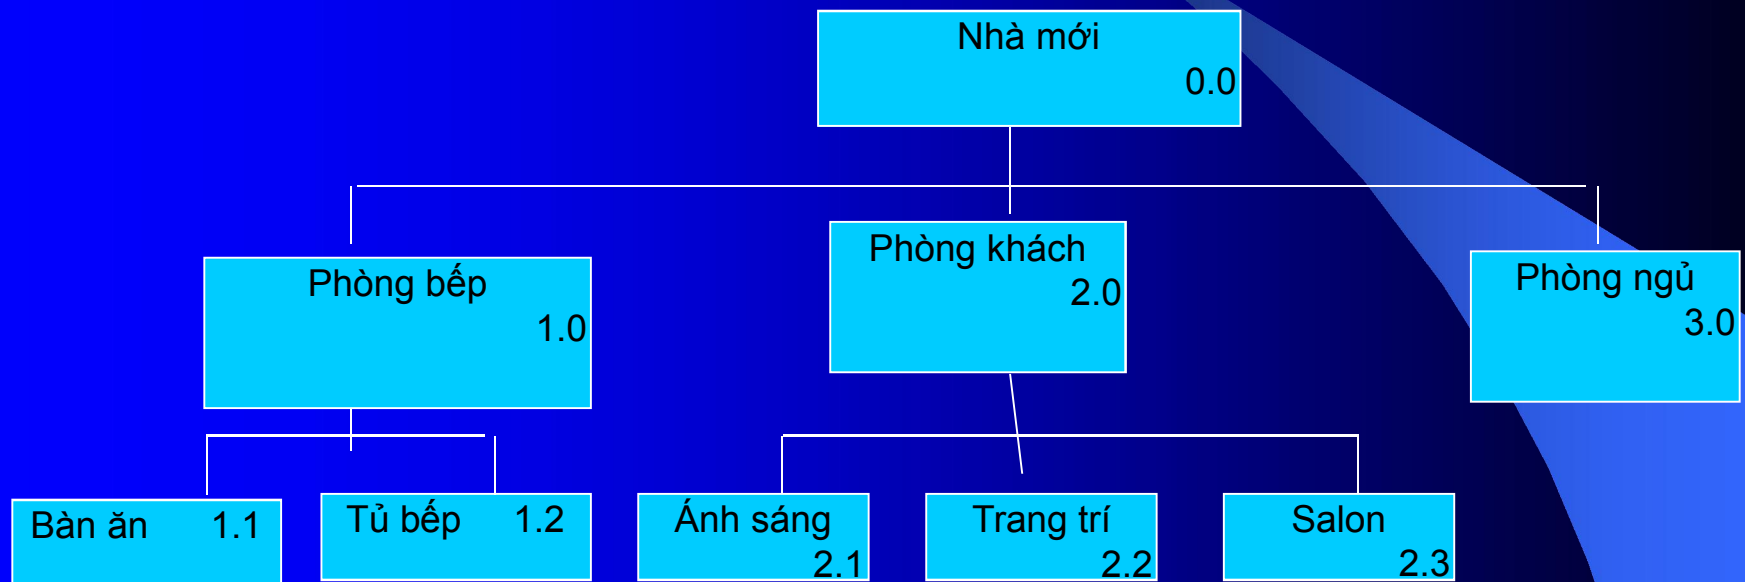 Nhà mới
0.0
Phòng bếp
1.0
Phòng khách
2.0
Phòng ngủ
3.0
Bàn ăn 1.1
Tủ bếp 1.2
Ánh sáng
2.1
Trang trí
2.2
Salon
2.3